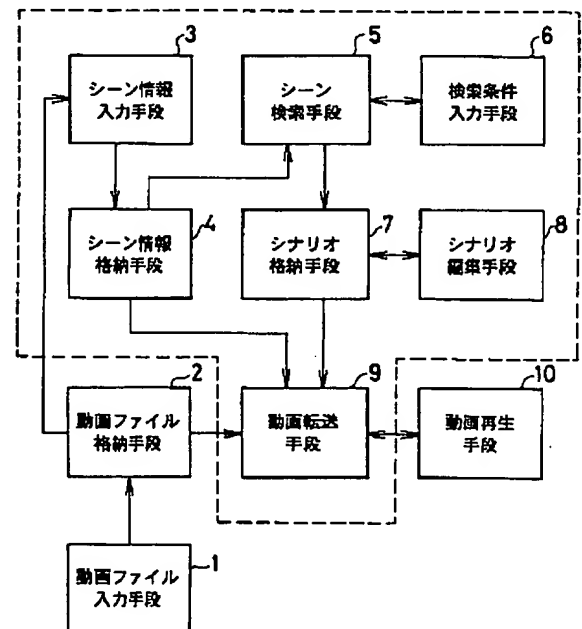 3
シーン情報
入力手段
5
シーン
検索手段
6
検索条件
入力手段
4
シーン情報
格納手段
7
シナリオ
格納手段
8
シナリオ
編集手段
2
動画ファイル
格納手段
9
動画転送
手段
10
動画再生
手段
1
動画ファイル
入力手段